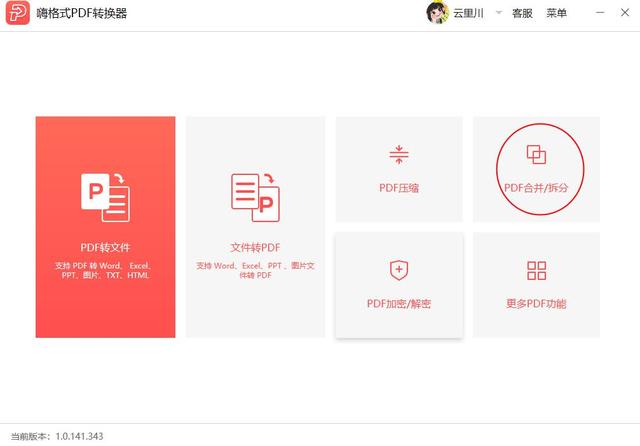 嗨格式PDF转换器
云里川
客服
菜单
P
PDF转文件
支持 PDF 转 Word、 Excel、
PPT、图片、TXT、HTML
P
文件转PDF
支持 Word、Excel、PPT 、图片文
件转 PDF
PDF压缩
PDF合并/拆分
PDF加密/解密
更多PDF功能
当前版本：1.0.141.343